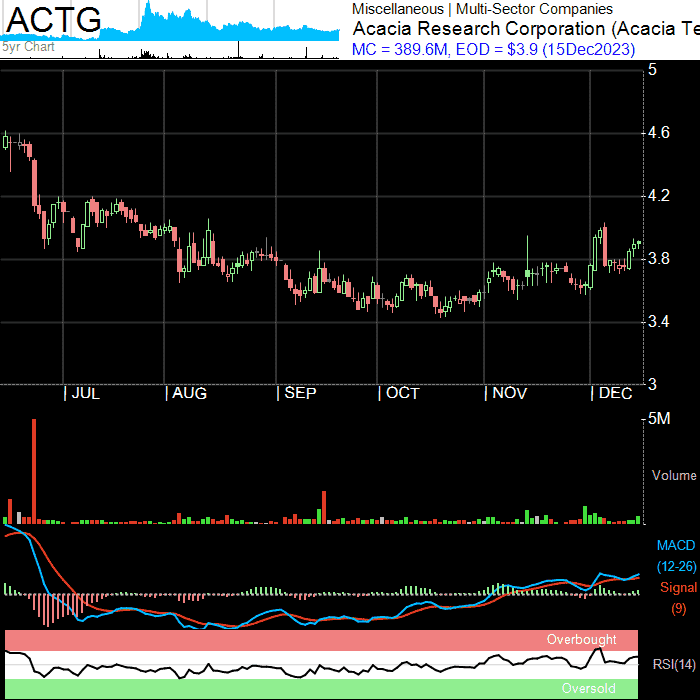 ACTG
5yr Chart
Miscellaneous | Multi-Sector Companies
Acacia Research Corporation (Acacia Te
MC = 389.6M, EOD = $3.9 (15Dec2023)
5
4.6
4.2
3.8
3.4
3
| JUL | AUG | SEP | OCT | NOV | DEC
5M
Volume
MACD
(12-26)
Signal
(9)
Overbought
RSI(14)
Oversold